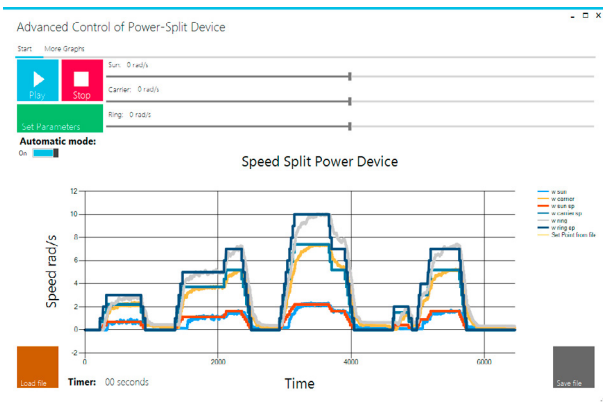 Advanced Control of Power-Split Device
Start More Graphs
Sun: 0 rad/s
Carrier: 0 rad/s
Ring: 0 rad/s
Play Stop
Set Parameters
Automatic mode:
On
Speed Split Power Device
12
10
8
6
4
2
0
-2
Speed rad/s
0 2000 4000 6000
Time
w sun
w carrier
w sun sp
w carrier sp
w ring
w ring sp
Set Point from file
Load file
Timer: 00 seconds
Save file